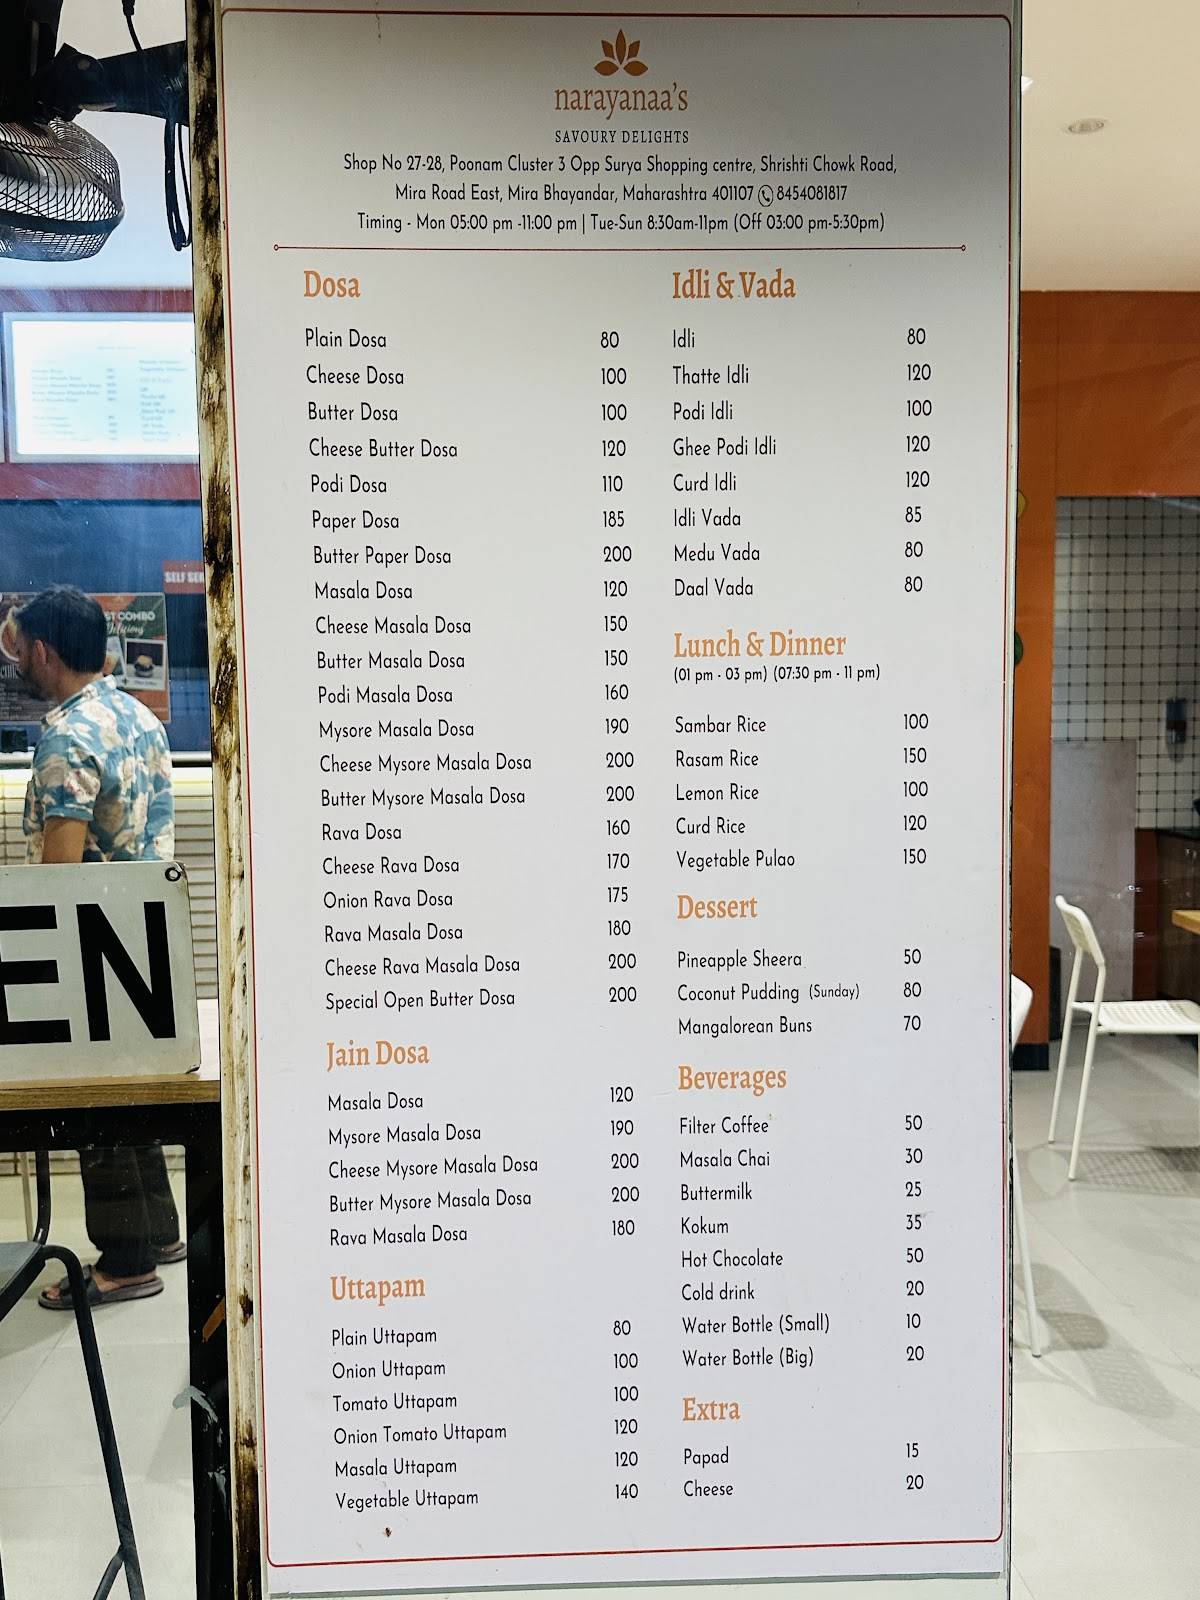 narayanaa's
SAVOURY DELIGHTS
Shop No 27-28, Poonam Cluster 3 Opp Surya Shopping centre, Shrishti Chowk Road,
Mira Road East, Mira Bhayandar, Maharashtra 401107 8454081817
Timing - Mon 05:00 pm -11:00 pm | Tue-Sun 8:30am-11pm (Off 03:00 pm-5:30pm)
Dosa
Plain Dosa 80
Cheese Dosa 100
Butter Dosa 100
Cheese Butter Dosa 120
Podi Dosa 110
Paper Dosa 185
Butter Paper Dosa 200
Masala Dosa 120
Cheese Masala Dosa 150
Butter Masala Dosa 150
Podi Masala Dosa 160
Mysore Masala Dosa 190
Cheese Mysore Masala Dosa 200
Butter Mysore Masala Dosa 200
Rava Dosa 160
Cheese Rava Dosa 170
Onion Rava Dosa 175
Rava Masala Dosa 180
Cheese Rava Masala Dosa 200
Special Open Butter Dosa 200
Jain Dosa
Masala Dosa 120
Mysore Masala Dosa 190
Cheese Mysore Masala Dosa 200
Butter Mysore Masala Dosa 200
Rava Masala Dosa 180
Uttapam
Plain Uttapam 80
Onion Uttapam 100
Tomato Uttapam 100
Onion Tomato Uttapam 120
Masala Uttapam 120
Vegetable Uttapam 140
Idli & Vada
Idli 80
Thatte Idli 120
Podi Idli 100
Ghee Podi Idli 120
Curd Idli 120
Idli Vada 85
Medu Vada 80
Daal Vada 80
Lunch & Dinner
(01 pm - 03 pm) (07:30 pm - 11 pm)
Sambar Rice 100
Rasam Rice 150
Lemon Rice 100
Curd Rice 120
Vegetable Pulao 150
Dessert
Pineapple Sheera 50
Coconut Pudding (Sunday) 80
Mangalorean Buns 70
Beverages
Filter Coffee 50
Masala Chai 30
Buttermilk 25
Kokum 35
Hot Chocolate 50
Cold drink 20
Water Bottle (Small) 10
Water Bottle (Big) 20
Extra
Papad 15
Cheese 20
SELF SER
COMBO
EN